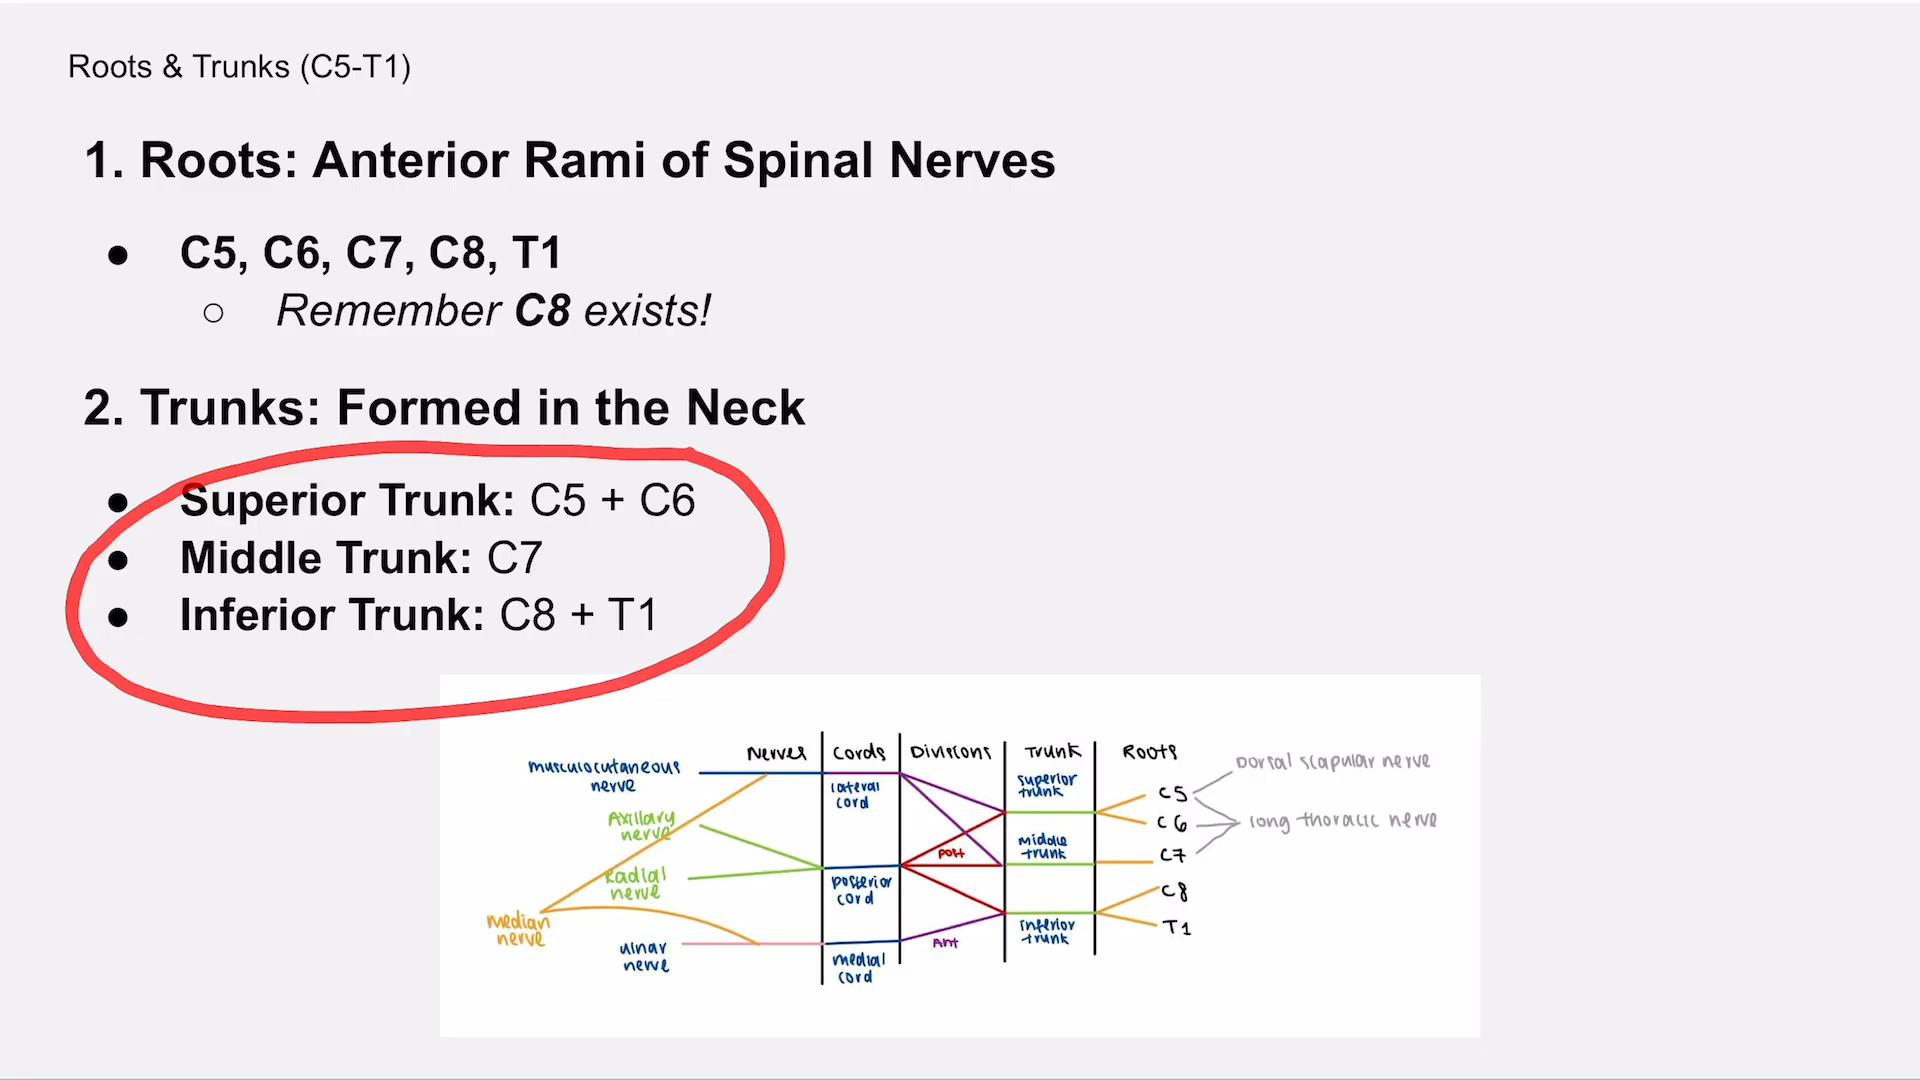 Roots & Trunks (C5-T1)
1. Roots: Anterior Rami of Spinal Nerves
● C5, C6, C7, C8, T1
○ Remember C8 exists!
2. Trunks: Formed in the Neck
● Superior Trunk: C5 + C6
● Middle Trunk: C7
● Inferior Trunk: C8 + T1
Nerves Cords Divisions Trunk Roots
musculocutaneous
nerve
Axillary
nerve
Radial
nerve
median
nerve
ulnar
nerve
lateral
cord
posterior
cord
medial
cord
post
Ant
superior
trunk
middle
trunk
inferior
trunk
C5
C6
C7
C8
T1
Dorsal scapular nerve
long thoracic nerve